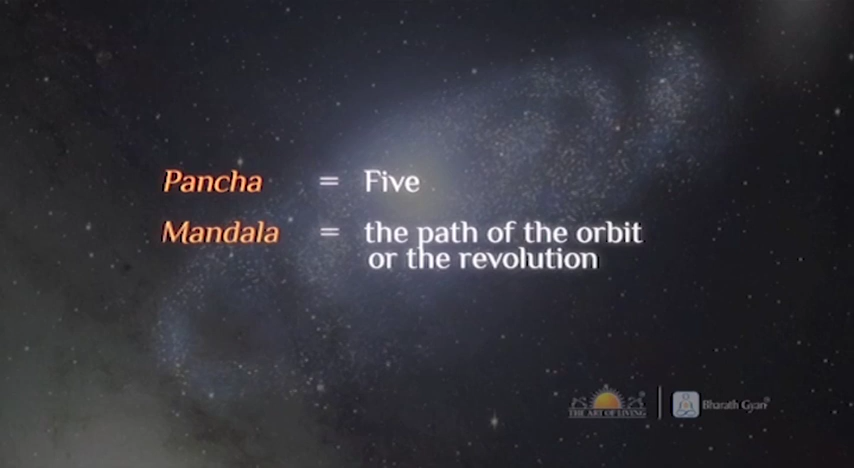 Pancha = Five
Mandala = the path of the orbit
or the revolution
THE ART OF LIVING
Bharath Gyan